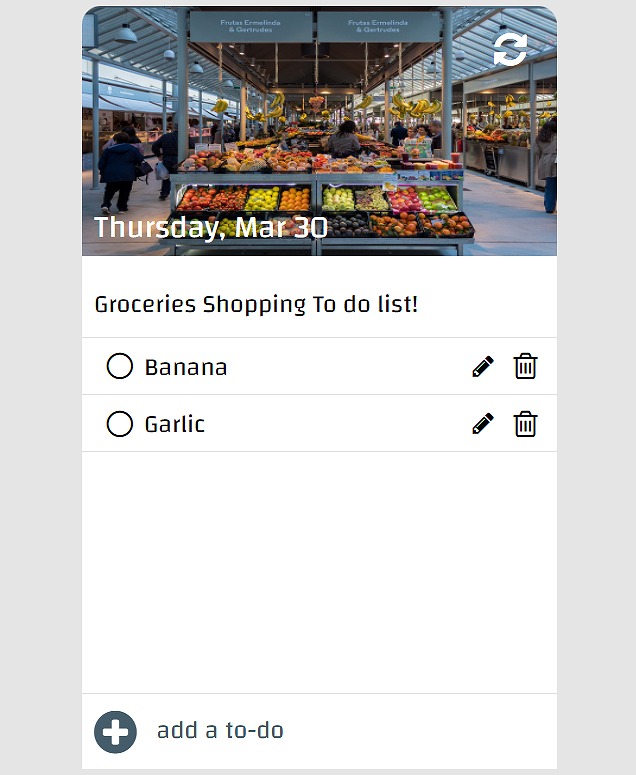 Frutas Ermelinda
& Gertrudes
Frutas Ermelinda
& Gertrudes
Thursday, Mar 30
Groceries Shopping To do list!
Banana
Garlic
add a to-do